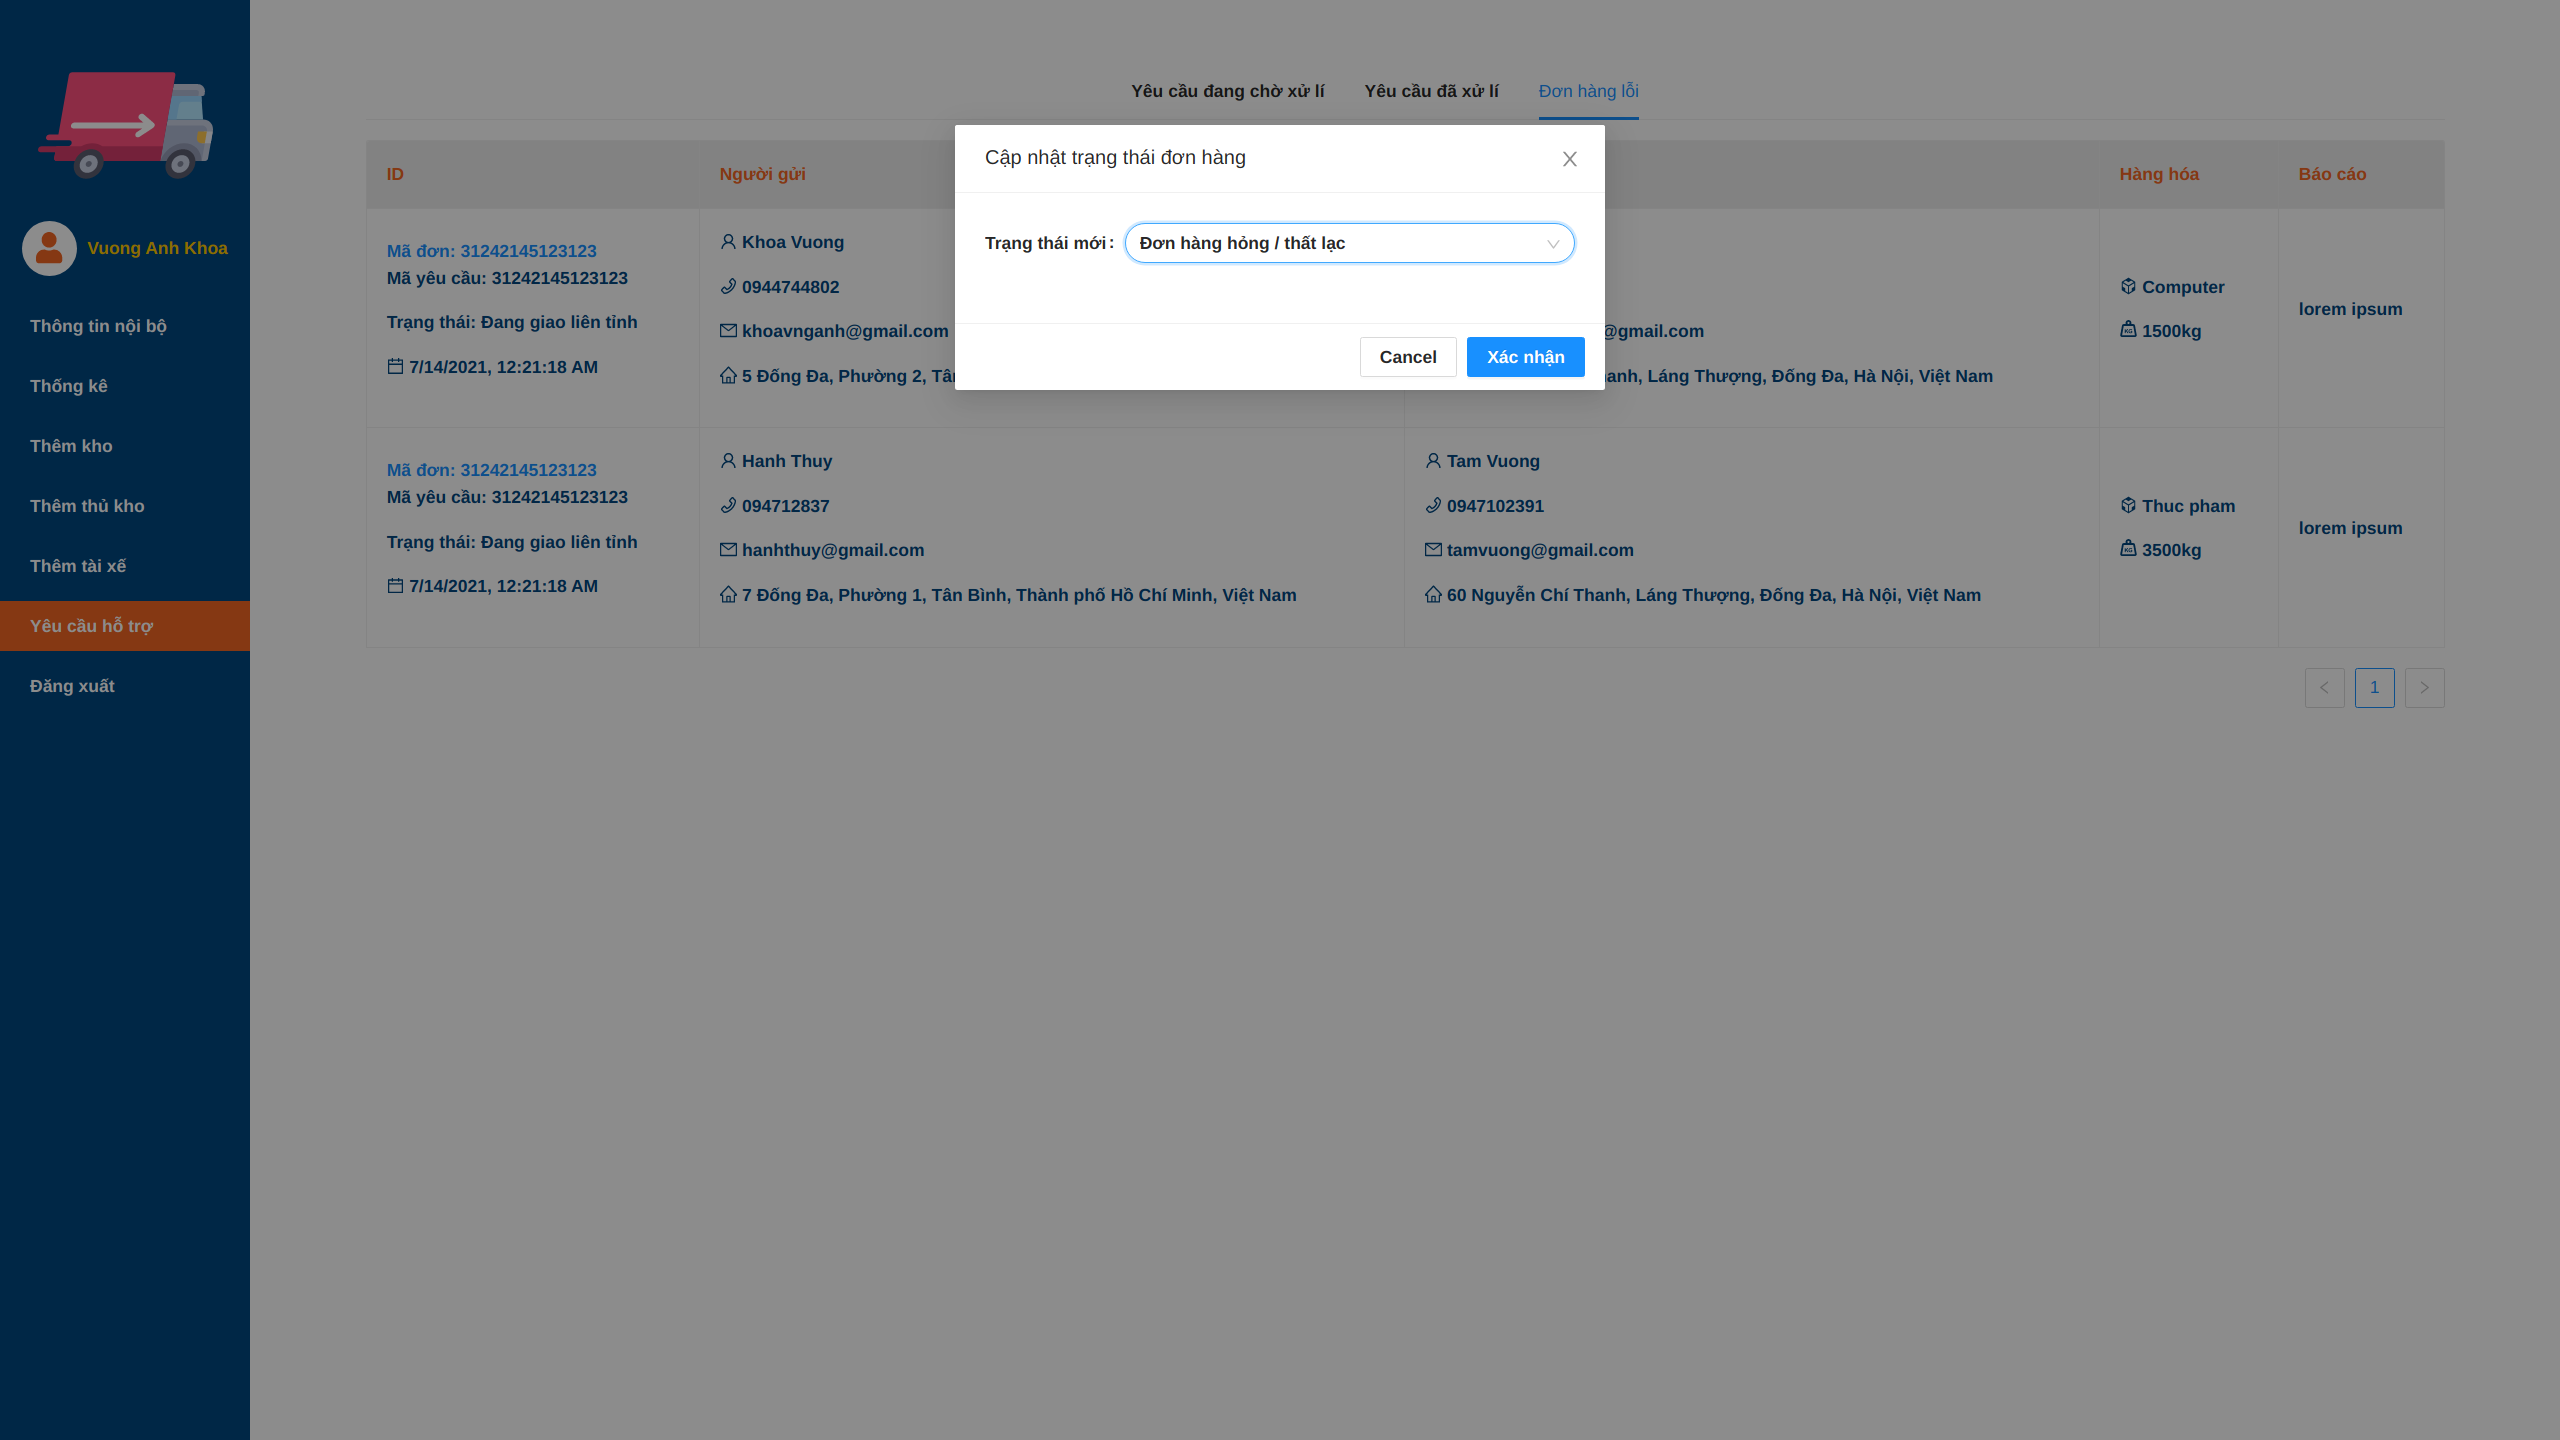 Vuong Anh Khoa
Thông tin nội bộ
Thống kê
Thêm kho
Thêm thủ kho
Thêm tài xế
Yêu cầu hỗ trợ
Đăng xuất
Yêu cầu đang chờ xử lí
Yêu cầu đã xử lí
Đơn hàng lỗi
Cập nhật trạng thái đơn hàng
Trạng thái mới :
Đơn hàng hỏng / thất lạc
Cancel
Xác nhận
ID
Người gửi
Hàng hóa
Báo cáo
Mã đơn: 31242145123123
Mã yêu cầu: 31242145123123
Trạng thái: Đang giao liên tỉnh
7/14/2021, 12:21:18 AM
Khoa Vuong
0944744802
khoavnganh@gmail.com
5 Đống Đa, Phường 2,
@gmail.com
Láng Thượng, Đống Đa, Hà Nội, Việt Nam
Computer
1500kg
lorem ipsum
Mã đơn: 31242145123123
Mã yêu cầu: 31242145123123
Trạng thái: Đang giao liên tỉnh
7/14/2021, 12:21:18 AM
Hanh Thuy
094712837
hanhthuy@gmail.com
7 Đống Đa, Phường 1, Tân Bình, Thành phố Hồ Chí Minh, Việt Nam
Tam Vuong
0947102391
tamvuong@gmail.com
60 Nguyễn Chí Thanh, Láng Thượng, Đống Đa, Hà Nội, Việt Nam
Thuc pham
3500kg
lorem ipsum
1